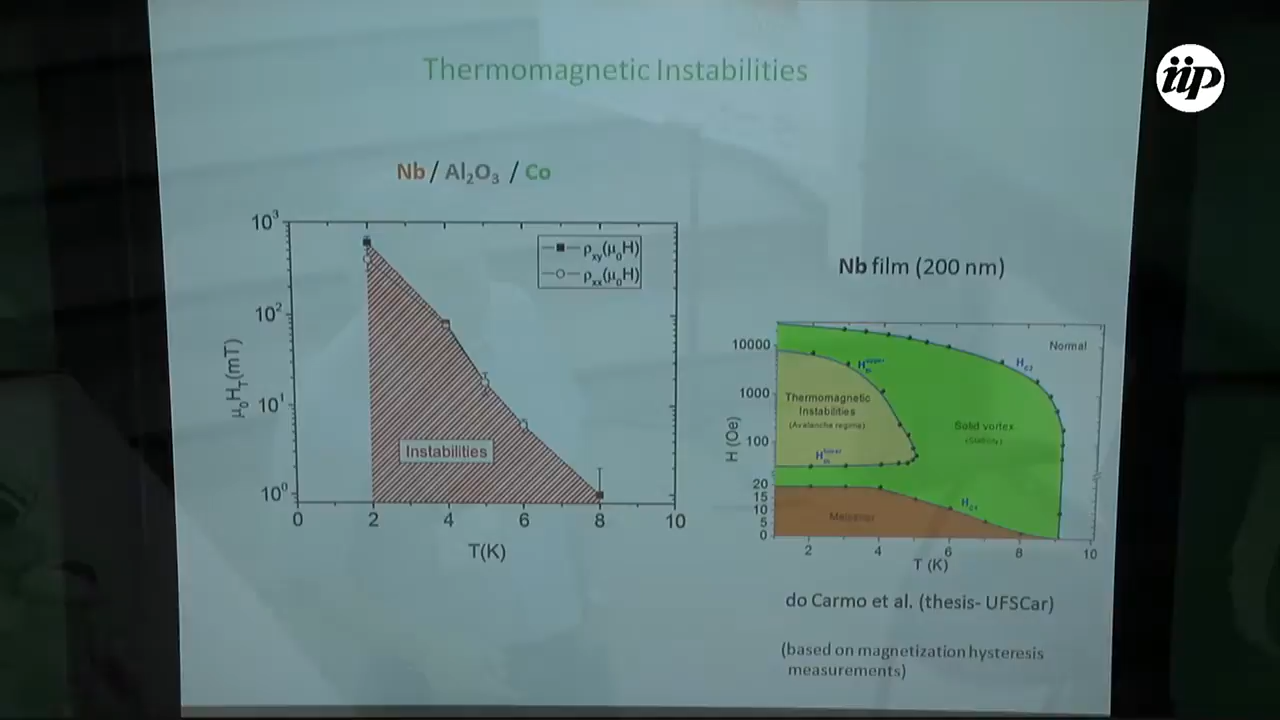 Thermomagnetic Instabilities
iip
Nb / Al₂O₃ / Co
10³
10²
10¹
10⁰
μ₀H_T(mT)
ρxy(μ₀H)
ρxx(μ₀H)
Instabilities
0 2 4 6 8 10
T(K)
Nb film (200 nm)
10000
1000
100
20
15
10
5
0
H (Oe)
Normal
Hc2
Thermomagnetic
Instabilities
(Avalanche regime)
Solid vortex
Hc1
Meissner
2 4 6 8 10
T (K)
do Carmo et al. (thesis- UFSCar)
(based on magnetization hysteresis
measurements)